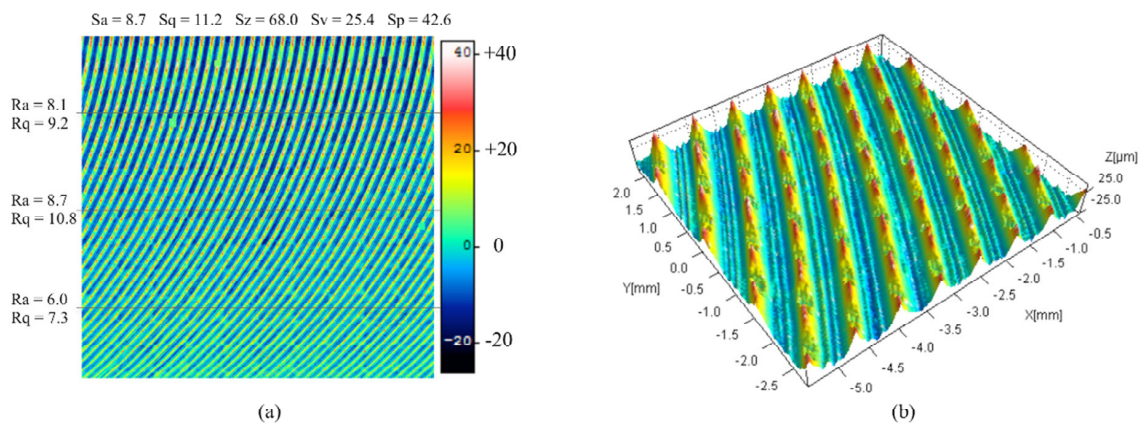 Sa = 8.7 Sq = 11.2 Sz = 68.0 Sv = 25.4 Sp = 42.6
40 +40
Ra = 8.1
Rq = 9.2
20 +20
Ra = 8.7
Rq = 10.8
0 0
Ra = 6.0
Rq = 7.3
-20 -20
(a)
Z[µm]
25.0
-25.0
2.0
1.5
1.0
0.5
0.0
-0.5
-1.0
-1.5
-2.0
-2.5
Y[mm]
-0.5
-1.0
-1.5
-2.0
-2.5
-3.0
-3.5
-4.0
-4.5
-5.0
X[mm]
(b)